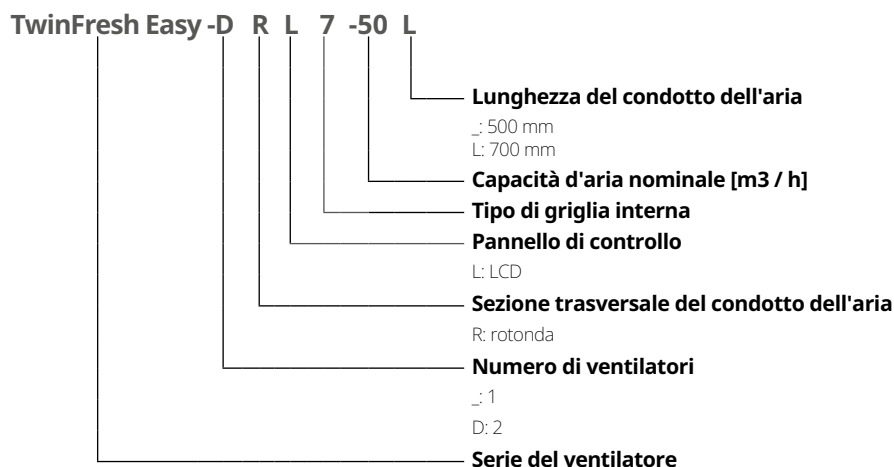 TwinFresh Easy -D R L 7 -50 L
Lunghezza del condotto dell'aria
_: 500 mm
L: 700 mm
Capacità d'aria nominale [m3 / h]
Tipo di griglia interna
Pannello di controllo
L: LCD
Sezione trasversale del condotto dell'aria
R: rotonda
Numero di ventilatori
_: 1
D: 2
Serie del ventilatore